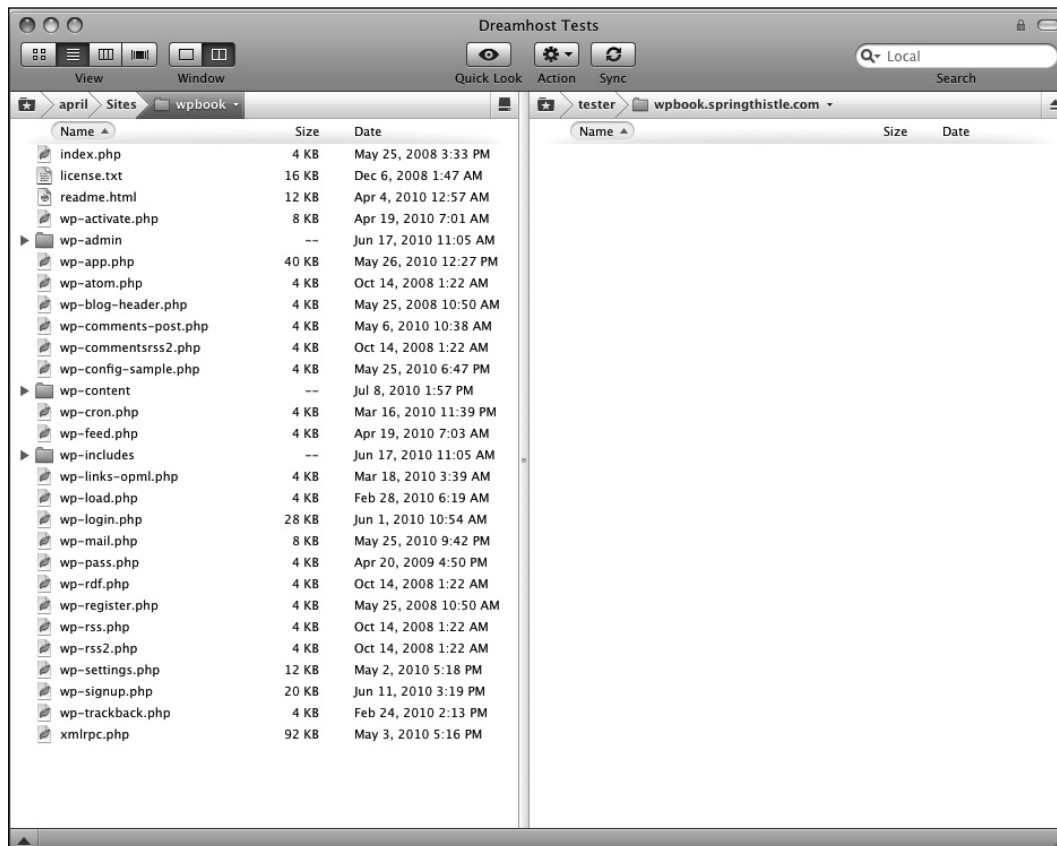 Dreamhost Tests
View Window Quick Look Action Sync Local Search
april Sites wpbook tester wpbook.springthistle.com
Name Size Date Name Size Date
index.php 4 KB May 25, 2008 3:33 PM
license.txt 16 KB Dec 6, 2008 1:47 AM
readme.html 12 KB Apr 4, 2010 12:57 AM
wp-activate.php 8 KB Apr 19, 2010 7:01 AM
wp-admin -- Jun 17, 2010 11:05 AM
wp-app.php 40 KB May 26, 2010 12:27 PM
wp-atom.php 4 KB Oct 14, 2008 1:22 AM
wp-blog-header.php 4 KB May 25, 2008 10:50 AM
wp-comments-post.php 4 KB May 6, 2010 10:38 AM
wp-commentsrss2.php 4 KB Oct 14, 2008 1:22 AM
wp-config-sample.php 4 KB May 25, 2010 6:47 PM
wp-content -- Jul 8, 2010 1:57 PM
wp-cron.php 4 KB Mar 16, 2010 11:39 PM
wp-feed.php 4 KB Apr 19, 2010 7:03 AM
wp-includes -- Jun 17, 2010 11:05 AM
wp-links-opml.php 4 KB Mar 18, 2010 3:39 AM
wp-load.php 4 KB Feb 28, 2010 6:19 AM
wp-login.php 28 KB Jun 1, 2010 10:54 AM
wp-mail.php 8 KB May 25, 2010 9:42 PM
wp-pass.php 4 KB Apr 20, 2009 4:50 PM
wp-rdf.php 4 KB Oct 14, 2008 1:22 AM
wp-register.php 4 KB May 25, 2008 10:50 AM
wp-rss.php 4 KB Oct 14, 2008 1:22 AM
wp-rss2.php 4 KB Oct 14, 2008 1:22 AM
wp-settings.php 12 KB May 2, 2010 5:18 PM
wp-signup.php 20 KB Jun 11, 2010 3:19 PM
wp-trackback.php 4 KB Feb 24, 2010 2:13 PM
xmlrpc.php 92 KB May 3, 2010 5:16 PM